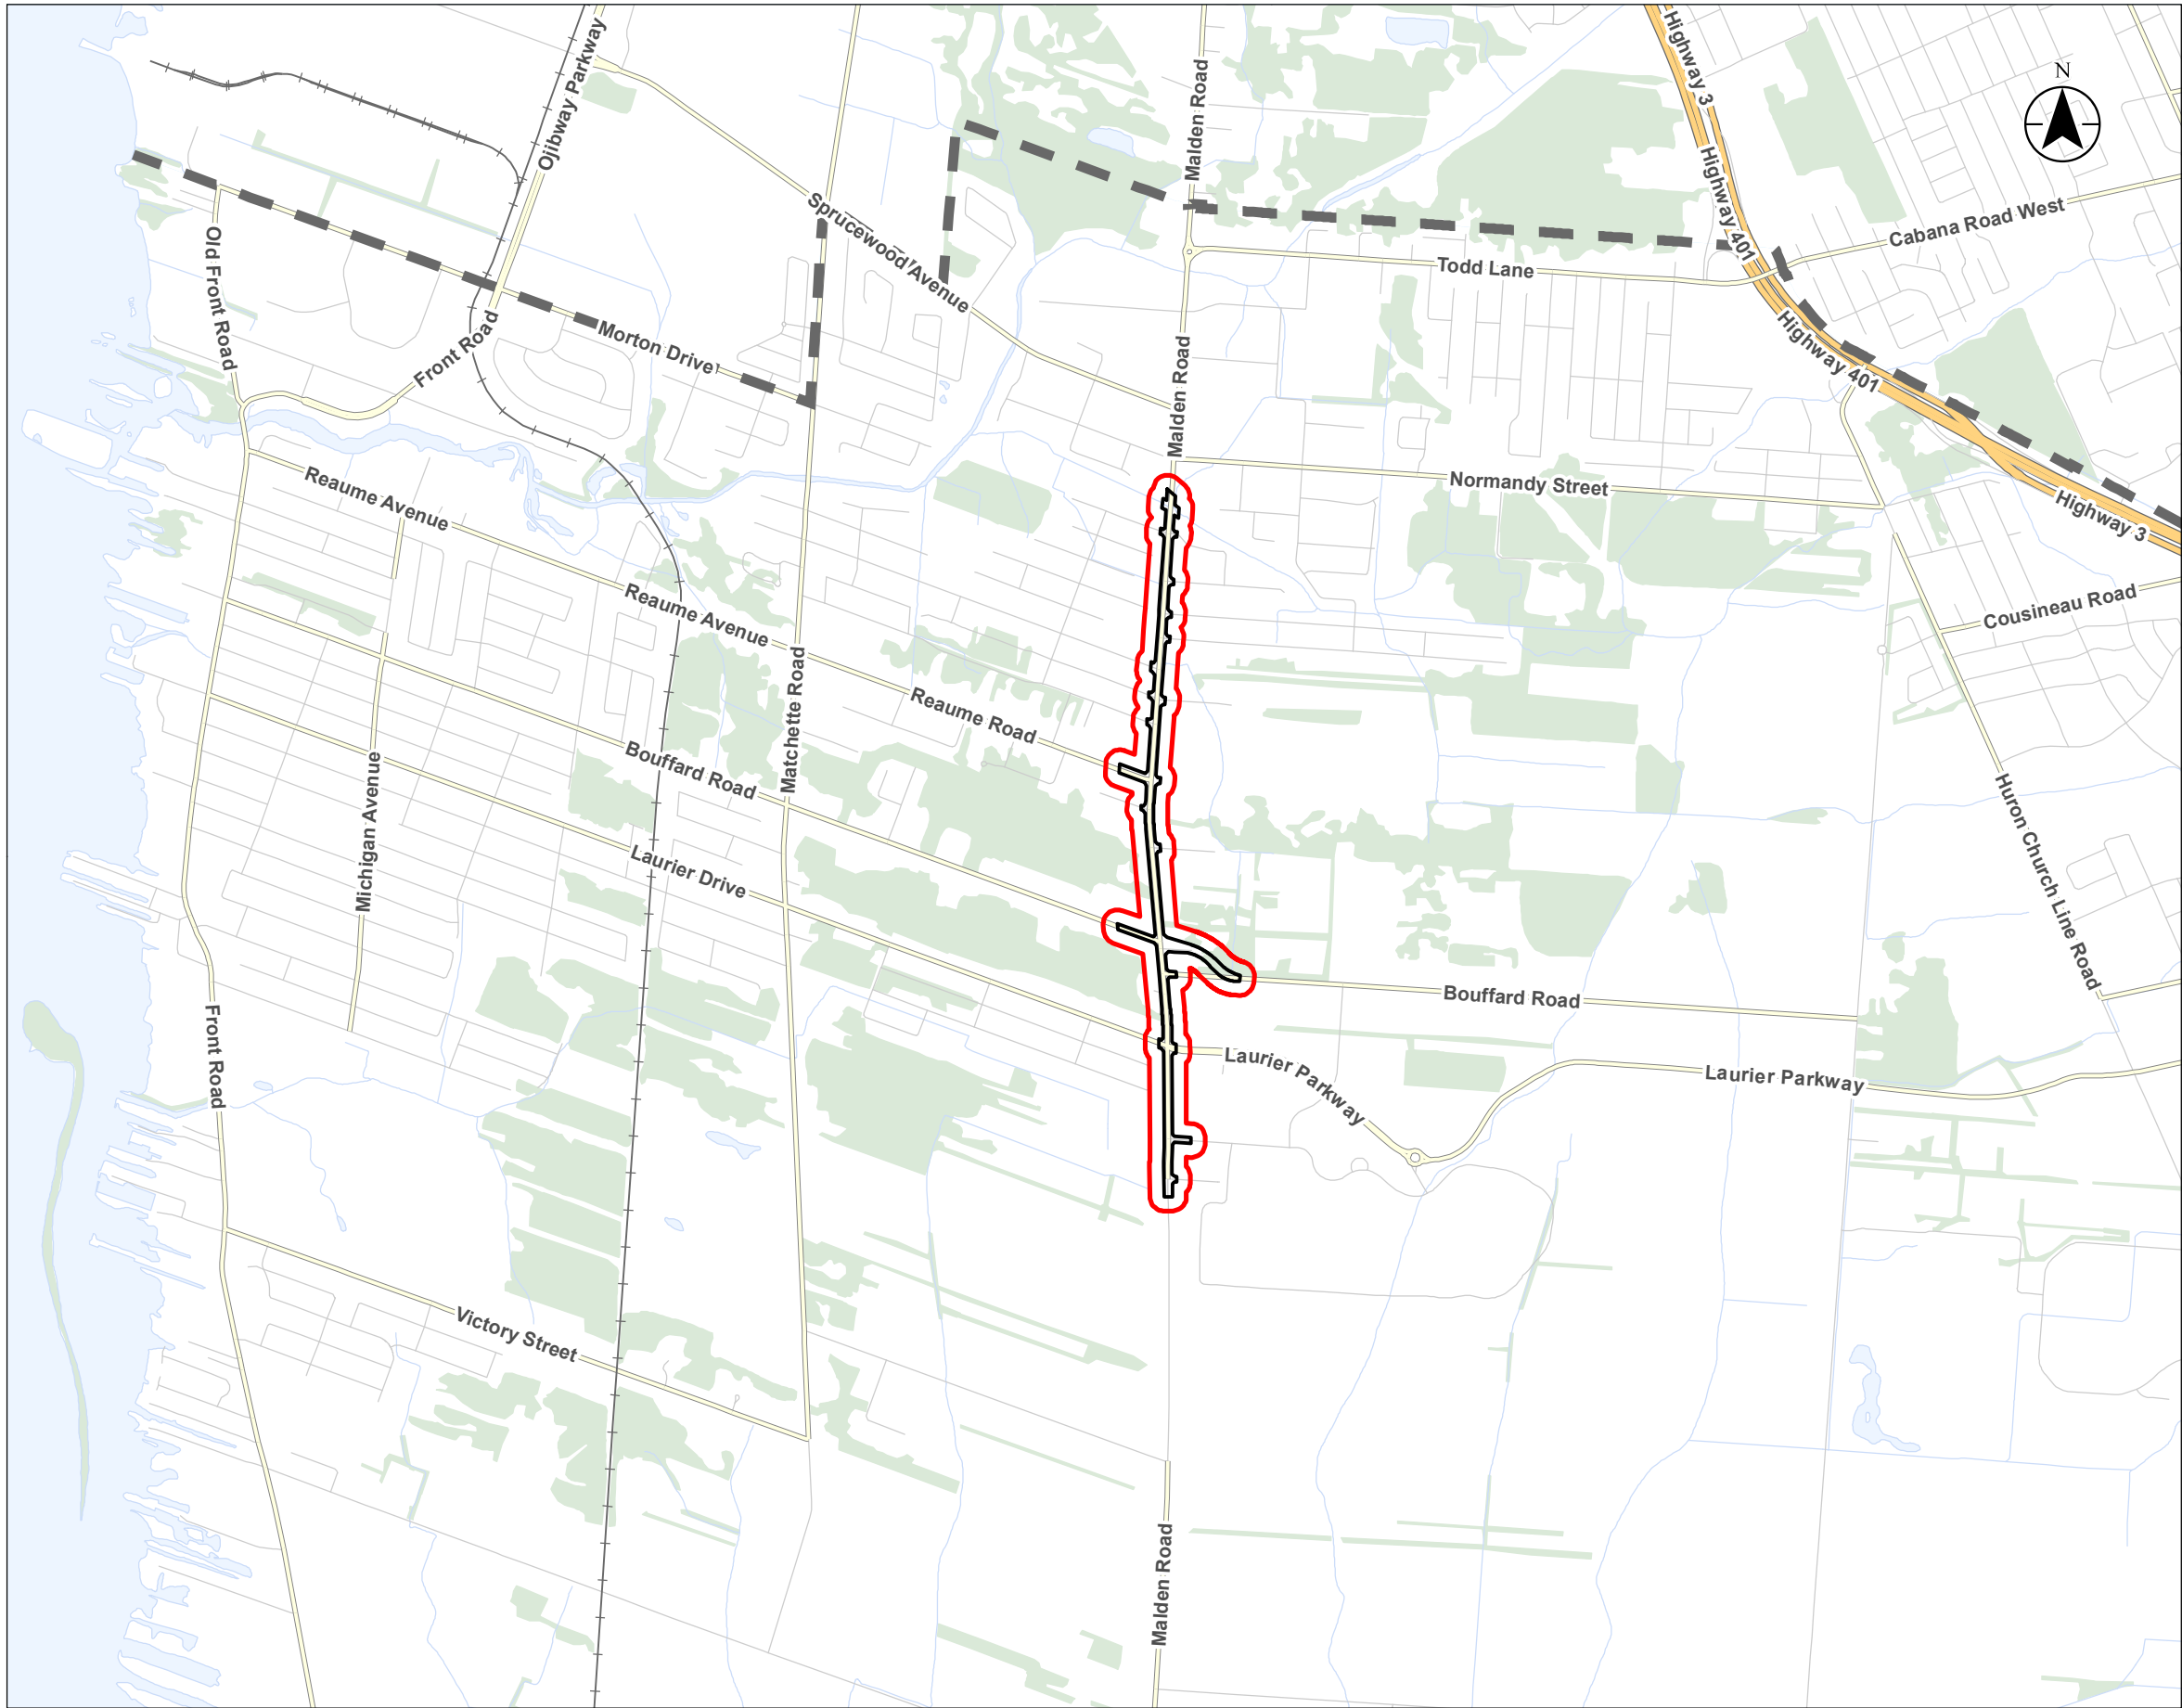 Highway 3
N
Ojibway Parkway
Malden Road
Highway 401
Cabana Road West
Sprucewood Avenue
Old Front Road
Todd Lane
Morton Drive
Front Road
Highway 401
Malden Road
Reaume Avenue
Normandy Street
Highway 3
Reaume Avenue
Cousineau Road
Matchette Road
Reaume Road
Bouffard Road
Michigan Avenue
Huron Church Line Road
Laurier Drive
Bouffard Road
Front Road
Laurier Parkway
Laurier Parkway
Victory Street
Malden Road